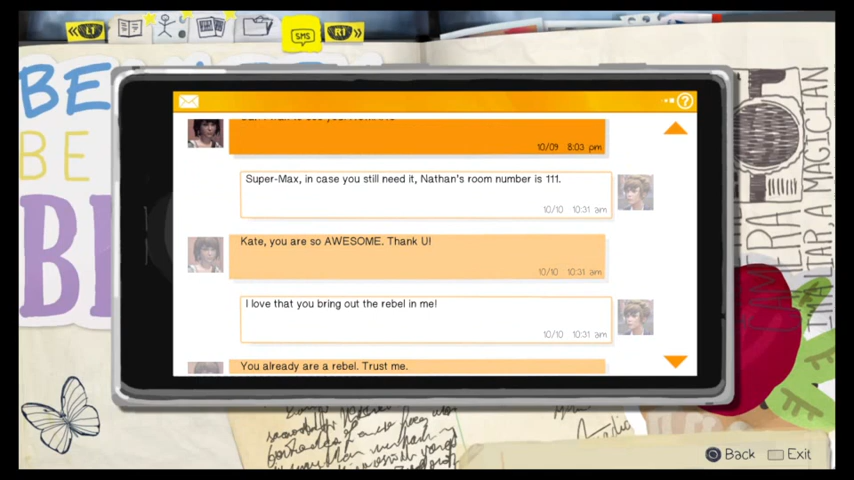 LT
SMS
R1
BE
BE
B
10/09 8:03 pm
Super-Max, in case you still need it, Nathan's room number is 111.
10/10 10:31 am
Kate, you are so AWESOME. Thank U!
10/10 10:31 am
I love that you bring out the rebel in me!
10/10 10:31 am
You already are a rebel. Trust me.
CAMERA
LIAR, A MAGICIAN
Back
Exit